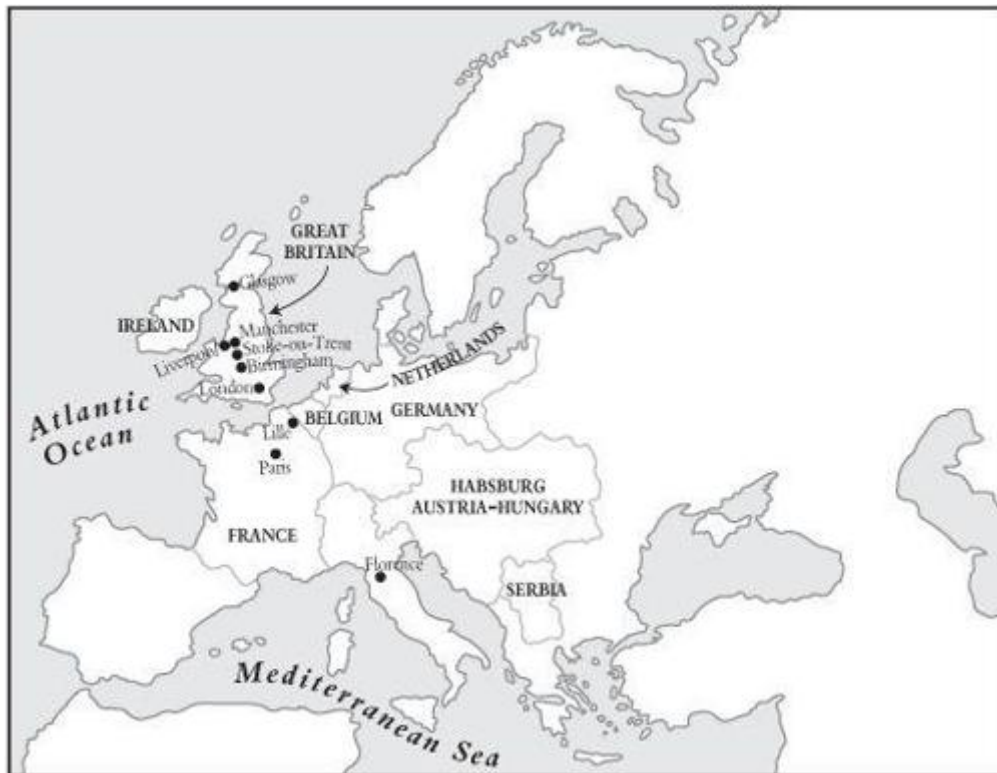 GREAT
BRITAIN
Glasgow
IRELAND
Manchester
Liverpool
Stoke-on-Trent
Birmingham
London
NETHERLANDS
Atlantic
Ocean
BELGIUM
GERMANY
Lille
Paris
HABSBURG
AUSTRIA-HUNGARY
FRANCE
Florence
SERBIA
Mediterranean Sea